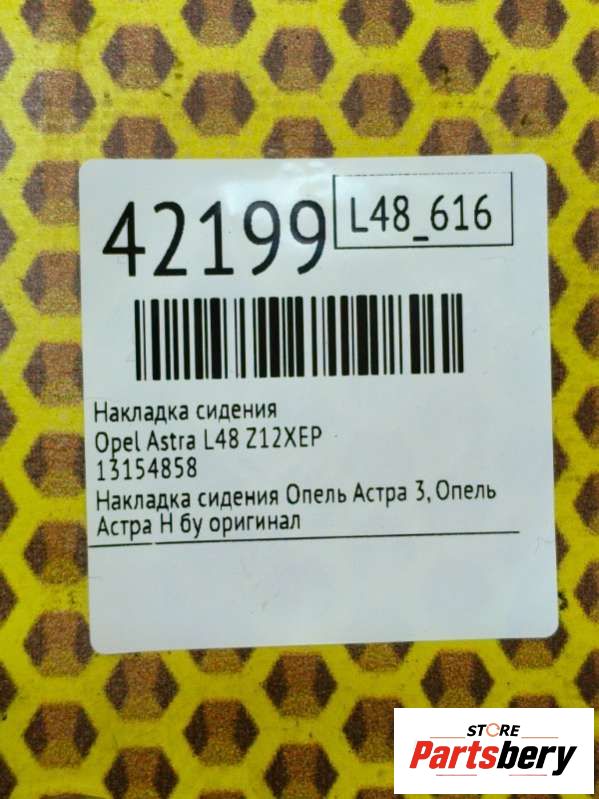 42199
L48_616
Накладка сидения
Opel Astra L48 Z12XEP
13154858
Накладка сидения Опель Астра 3, Опель
Астра Н бу оригинал
STORE
Partsbery